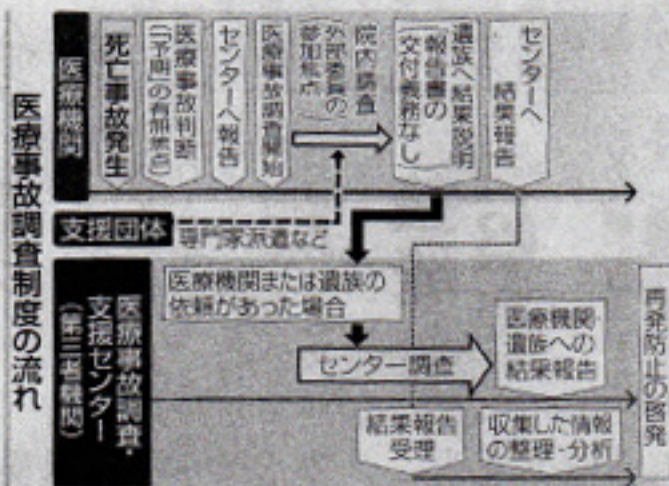 医療事故調査制度の流れ
医療機関
死亡事故発生
医療事故判断
(「予期」の有無焦点)
センターへ報告
医療事故調査開始
院内調査
(外部委員の
参加焦点)
遺族へ結果説明
(報告書の
交付義務なし)
センターへ
結果報告
支援団体
専門家派遣など
医療事故調査・
支援センター
(第三者機関)
医療機関または遺族の
依頼があった場合
センター調査
医療機関・
遺族への
結果報告
結果報告
受理
収集した情報
の整理・分析
再発防止の啓発